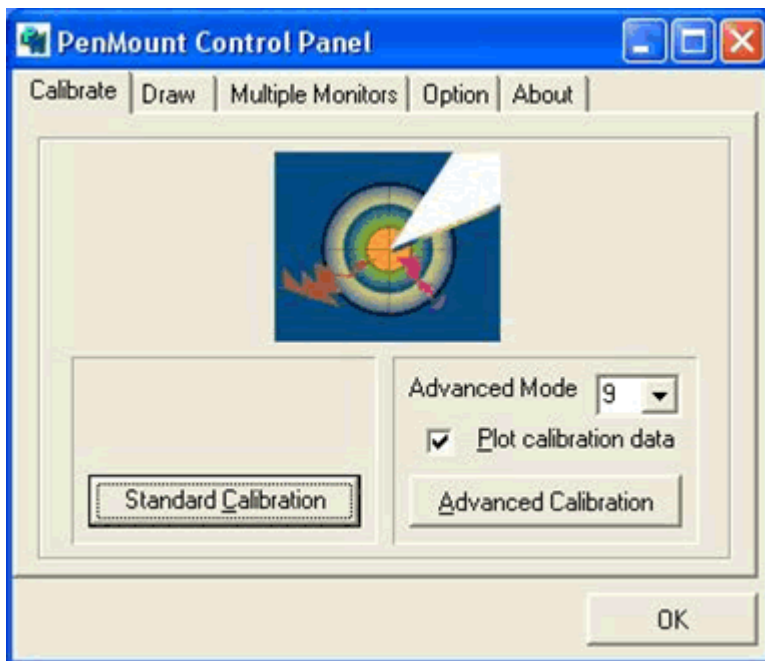 PenMount Control Panel
Calibrate Draw Multiple Monitors Option About
Advanced Mode 9
Plot calibration data
Standard Calibration Advanced Calibration
OK